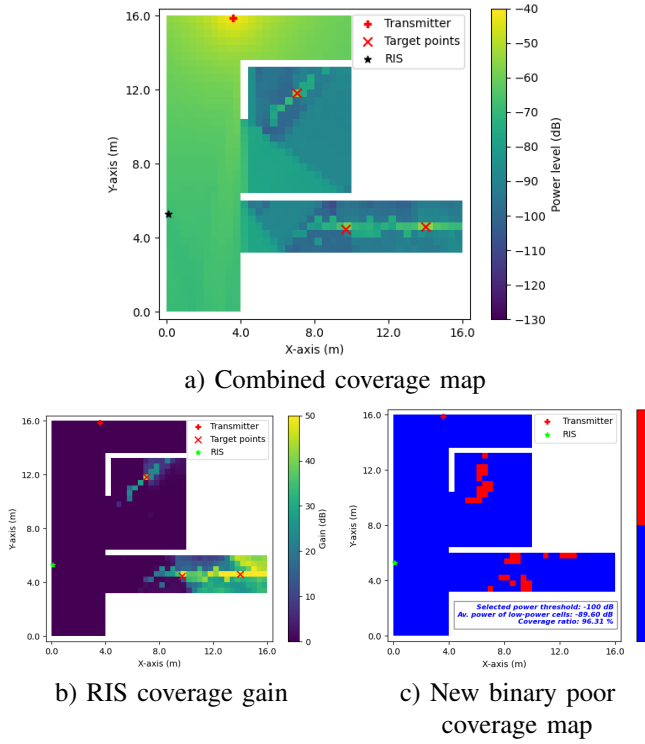 Transmitter
Target points
RIS
16.0
12.0
8.0
4.0
0.0
Y-axis (m)
0.0 4.0 8.0 12.0 16.0
X-axis (m)
−40
−50
−60
−70
−80
−90
−100
−110
−120
−130
Power level (dB)
a) Combined coverage map
Transmitter
Target points
RIS
16.0
12.0
8.0
4.0
0.0
Y-axis (m)
0.0 4.0 8.0 12.0 16.0
X-axis (m)
50
40
30
20
10
0
Gain (dB)
b) RIS coverage gain
Transmitter
RIS
16.0
12.0
8.0
4.0
0.0
Y-axis (m)
Selected power threshold: -100 dB
Av. power of low-power cells: -89.60 dB
Coverage ratio: 96.31 %
0.0 4.0 8.0 12.0 16.0
X-axis (m)
c) New binary poor
coverage map